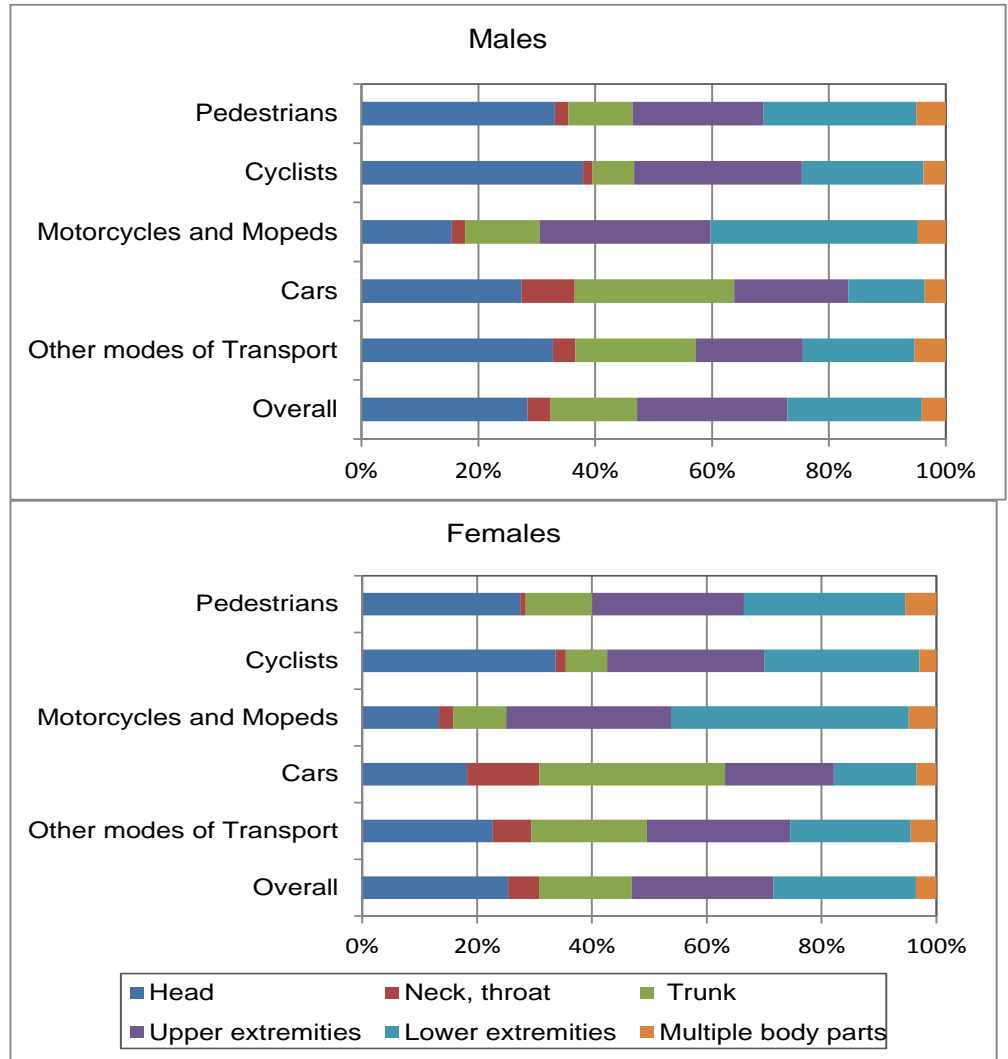 Males
Pedestrians
Cyclists
Motorcycles and Mopeds
Cars
Other modes of Transport
Overall
0% 20% 40% 60% 80% 100%
Females
Pedestrians
Cyclists
Motorcycles and Mopeds
Cars
Other modes of Transport
Overall
0% 20% 40% 60% 80% 100%
Head Neck, throat Trunk
Upper extremities Lower extremities Multiple body parts